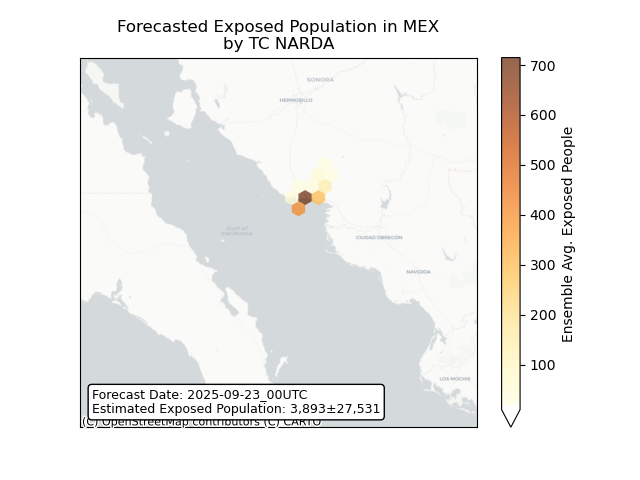 Forecasted Exposed Population in MEX
by TC NARDA
SONORA
HERMOSILLO
Gulf of
California
CIUDAD OBREGÓN
NAVOJOA
LOS MOCHIS
Forecast Date: 2025-09-23_00UTC
Estimated Exposed Population: 3,893±27,531
(C) OpenStreetMap contributors (C) CARTO
700
600
500
400
300
200
100
Ensemble Avg. Exposed People